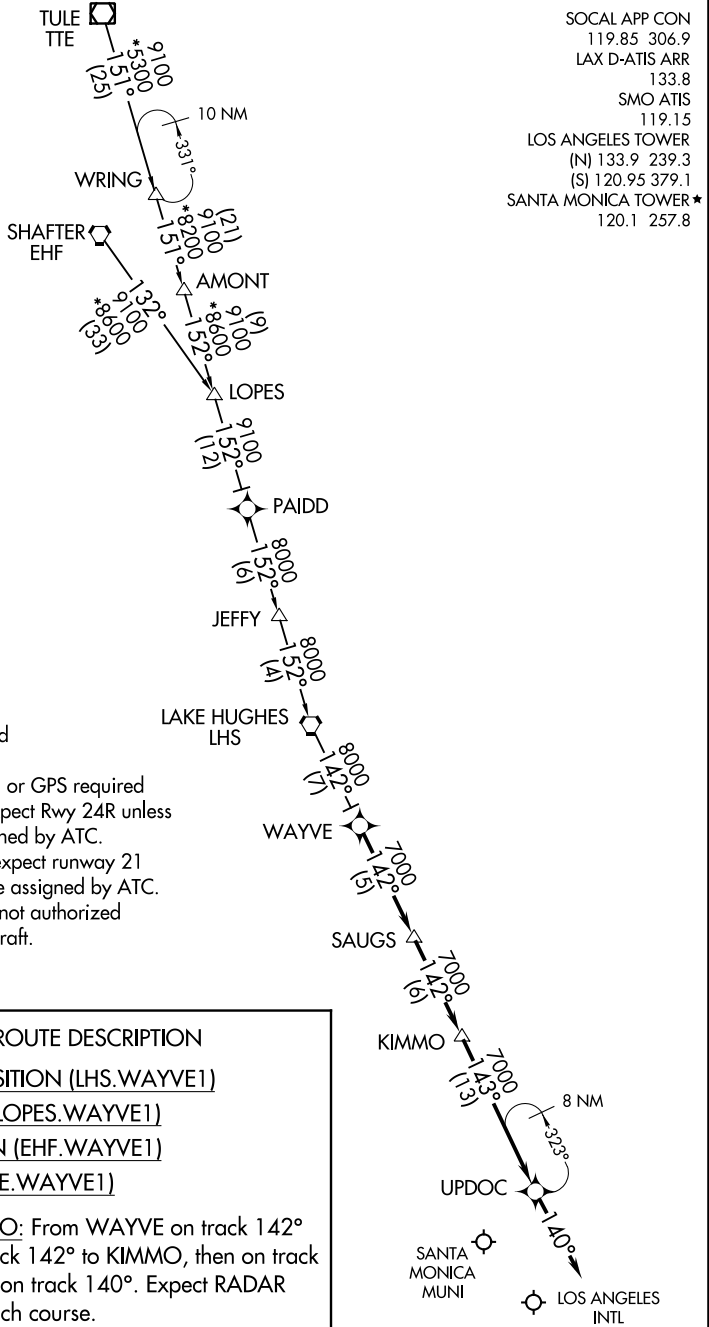 TULE
TTE
9100
*5300
151°
(25)
10 NM
331°
WRING
SHAFTER
EHF
(21)
9100
*8200
151°
AMONT
132°
9100
*8600
(33)
(9)
9100
*8600
152°
LOPES
9100
152°
(12)
PAIDD
8000
152°
(6)
JEFFY
8000
152°
(4)
LAKE HUGHES
LHS
8000
142°
(7)
WAYVE
7000
142°
(5)
SAUGS
7000
142°
(6)
KIMMO
7000
143°
(13)
8 NM
323°
UPDOC
140°
SANTA
MONICA
MUNI
LOS ANGELES
INTL
SOCAL APP CON
119.85 306.9
LAX D-ATIS ARR
133.8
SMO ATIS
119.15
LOS ANGELES TOWER
(N) 133.9 239.3
(S) 120.95 379.1
SANTA MONICA TOWER★
120.1 257.8
d
or GPS required
pect Rwy 24R unless
ned by ATC.
expect runway 21
e assigned by ATC.
not authorized
raft.
ROUTE DESCRIPTION
SITION (LHS.WAYVE1)
LOPES.WAYVE1)
N (EHF.WAYVE1)
E.WAYVE1)
O: From WAYVE on track 142°
ck 142° to KIMMO, then on track
on track 140°. Expect RADAR
ch course.